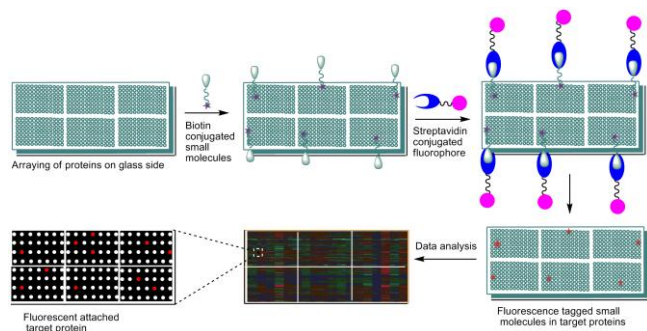 Arraying of proteins on glass side
Biotin
conjugated
small
molecules
Streptavidin
conjugated
fluorophore
Data analysis
Fluorescent attached
target protein
Fluorescence tagged small
molecules in target proteins